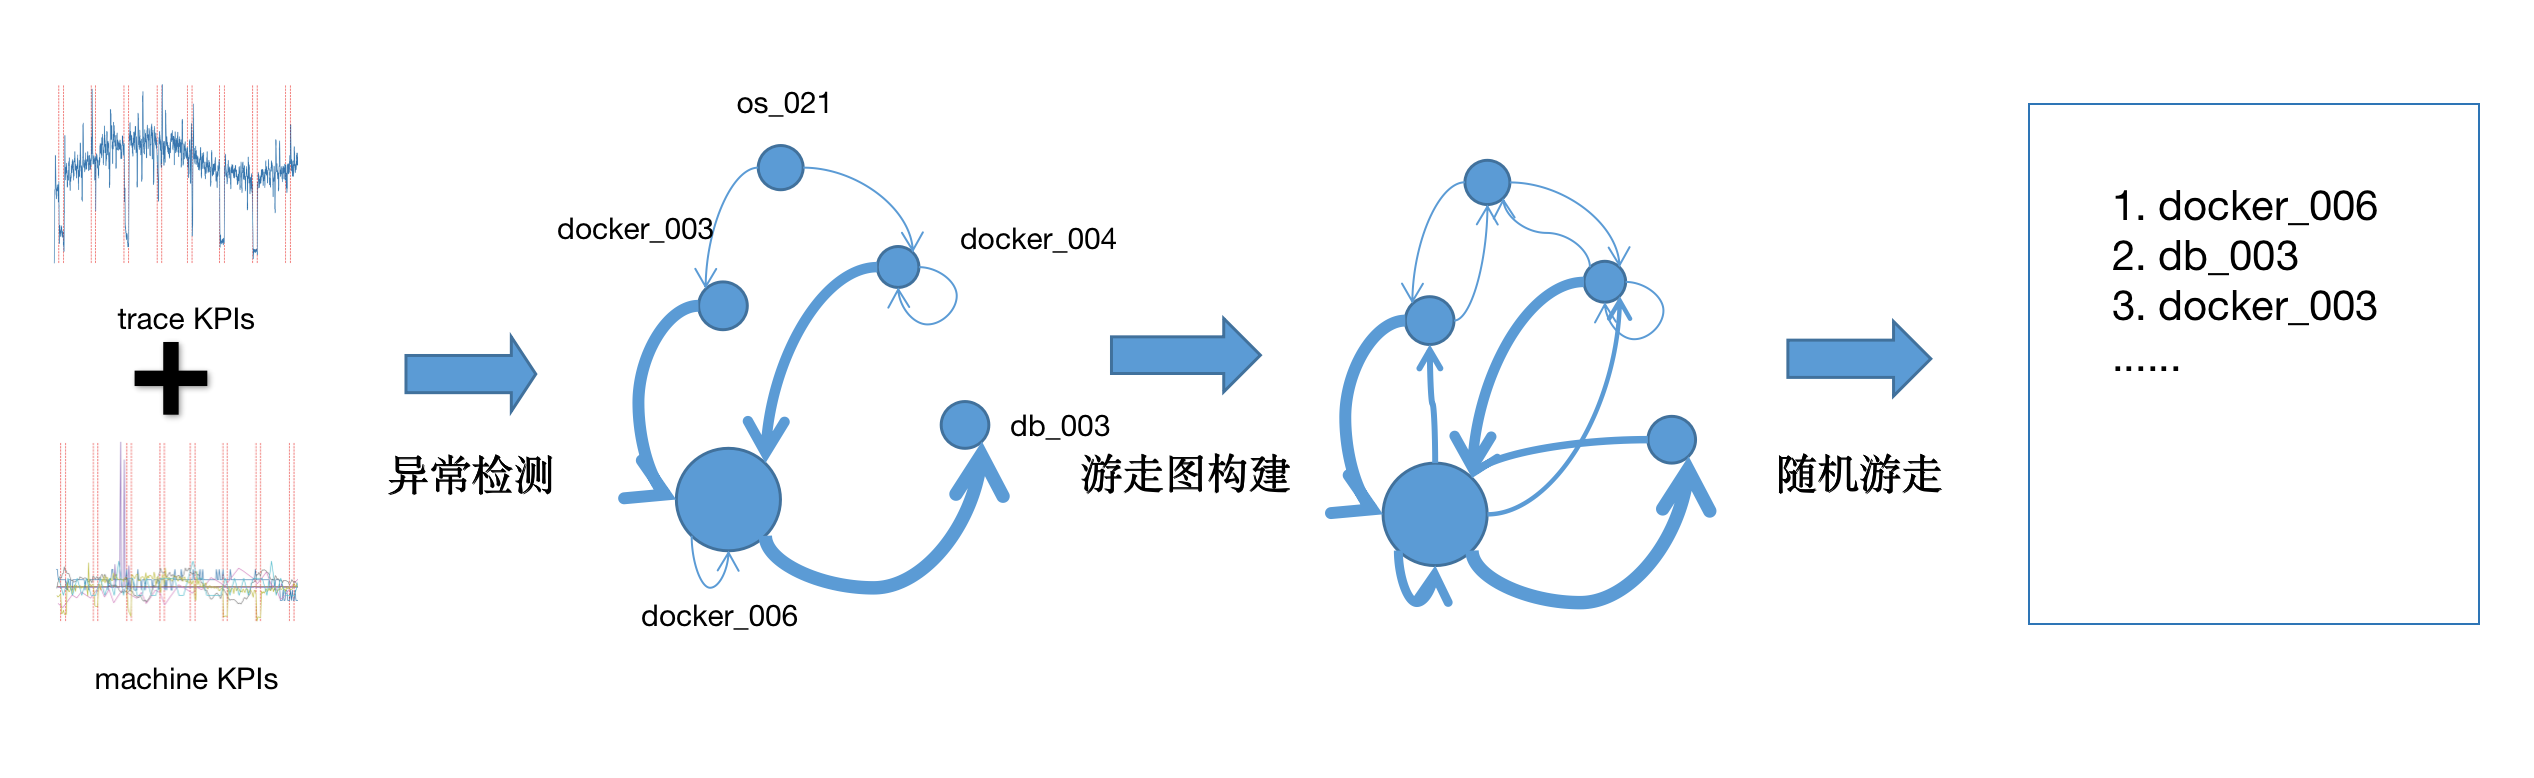 trace KPIs
machine KPIs
异常检测
os_021
docker_003
docker_004
db_003
docker_006
游走图构建
随机游走
1. docker_006
2. db_003
3. docker_003
......